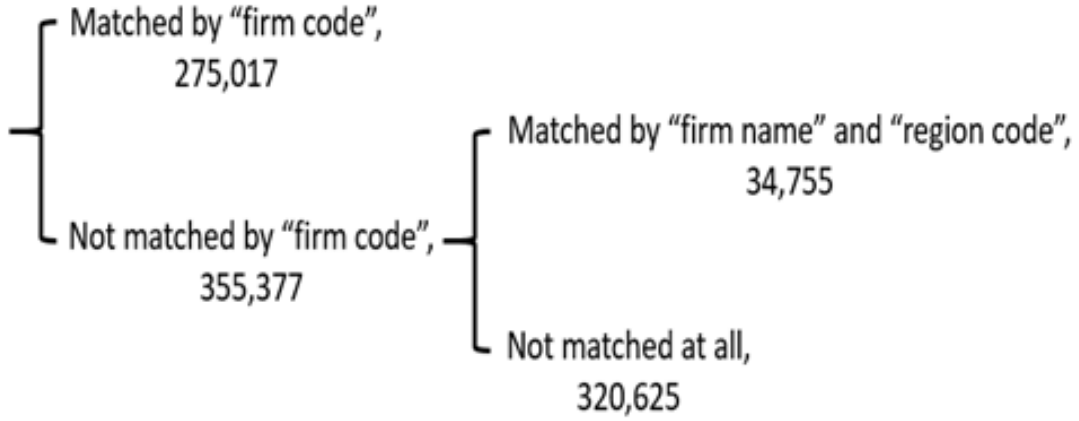 Matched by “firm code”,
275,017
Matched by “firm name” and “region code”,
34,755
Not matched by “firm code”,
355,377
Not matched at all,
320,625